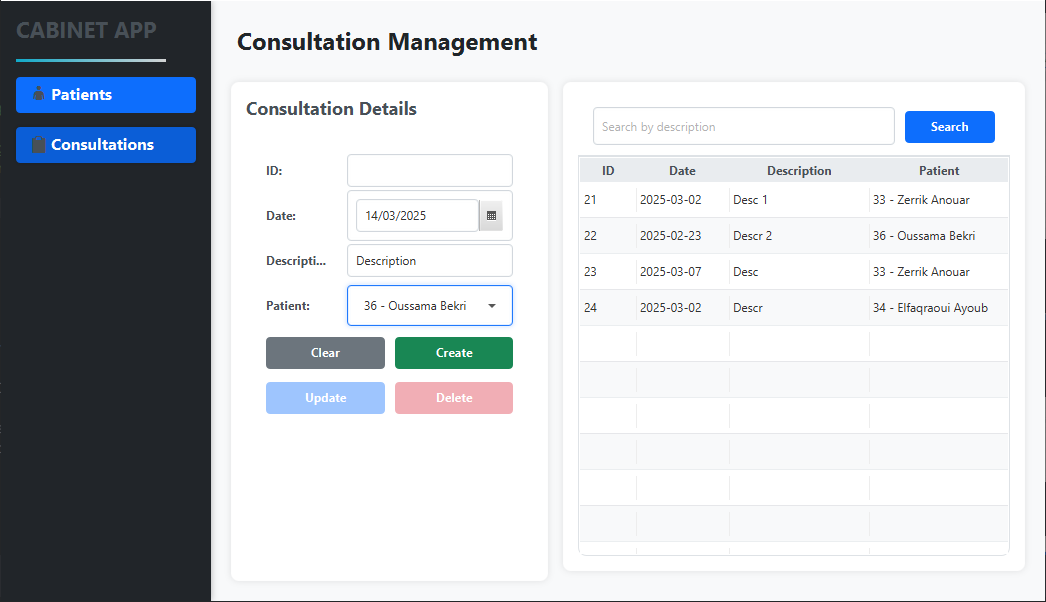 CABINET APP
Patients
Consultations
Consultation Management
Consultation Details
ID:
Date: 14/03/2025
Descripti... Description
Patient: 36 - Oussama Bekri
Clear Create
Update Delete
Search by description Search
ID Date Description Patient
21 2025-03-02 Desc 1 33 - Zerrik Anouar
22 2025-02-23 Descr 2 36 - Oussama Bekri
23 2025-03-07 Desc 33 - Zerrik Anouar
24 2025-03-02 Descr 34 - Elfaqraoui Ayoub